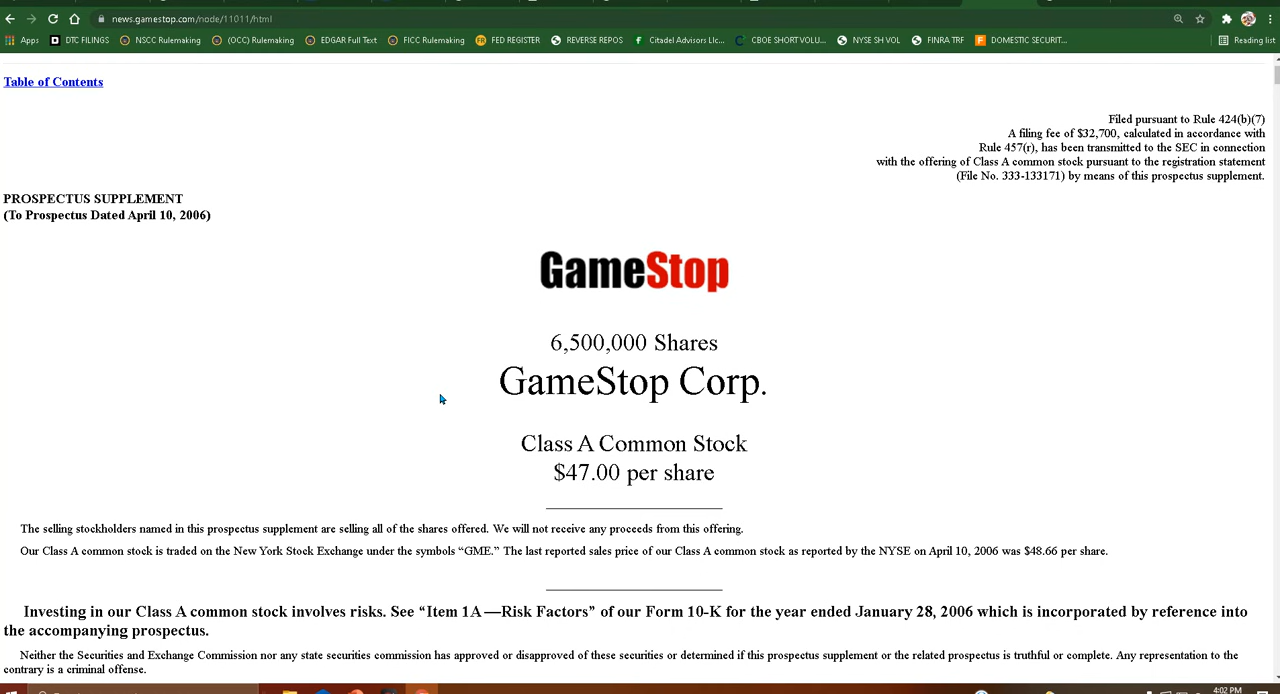 news.gamestop.com/node/11011/html
Apps DTC FILINGS NSCC Rulemaking (OCC) Rulemaking EDGAR Full Text FICC Rulemaking FED REGISTER REVERSE REPOS Citadel Advisors Llc... CBOE SHORT VOLU... NYSE SH VOL FINRA TRF DOMESTIC SECURIT... Reading list
Table of Contents
Filed pursuant to Rule 424(b)(7)
A filing fee of $32,700, calculated in accordance with
Rule 457(r), has been transmitted to the SEC in connection
with the offering of Class A common stock pursuant to the registration statement
(File No. 333-133171) by means of this prospectus supplement.
PROSPECTUS SUPPLEMENT
(To Prospectus Dated April 10, 2006)
GameStop
6,500,000 Shares
GameStop Corp.
Class A Common Stock
$47.00 per share
The selling stockholders named in this prospectus supplement are selling all of the shares offered. We will not receive any proceeds from this offering.
Our Class A common stock is traded on the New York Stock Exchange under the symbols “GME.” The last reported sales price of our Class A common stock as reported by the NYSE on April 10, 2006 was $48.66 per share.
Investing in our Class A common stock involves risks. See “Item 1A—Risk Factors” of our Form 10-K for the year ended January 28, 2006 which is incorporated by reference into
the accompanying prospectus.
Neither the Securities and Exchange Commission nor any state securities commission has approved or disapproved of these securities or determined if this prospectus supplement or the related prospectus is truthful or complete. Any representation to the
contrary is a criminal offense.
4:02 PM